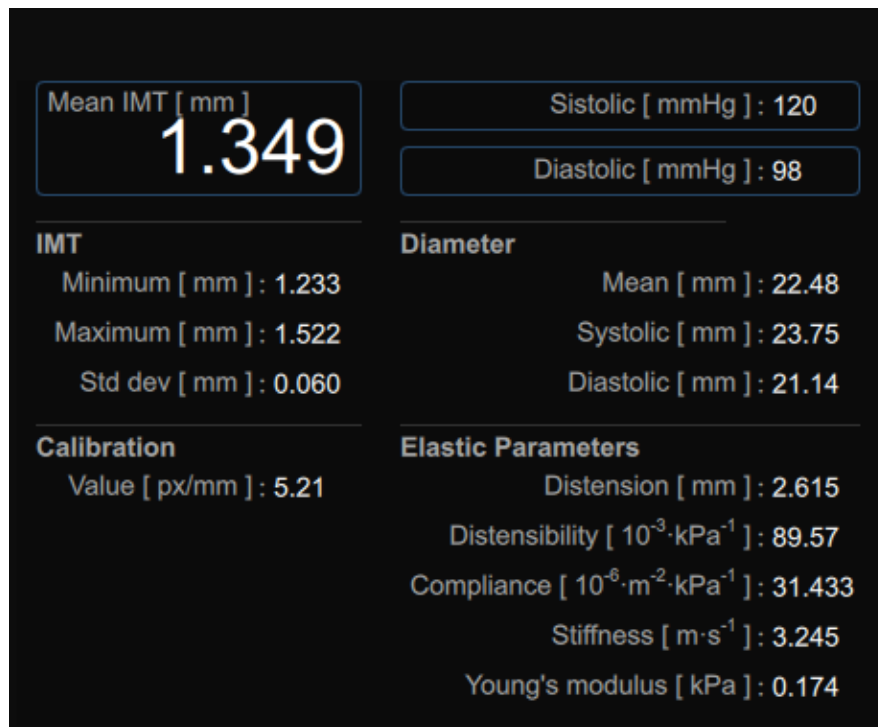 Mean IMT [ mm ]
1.349
Sistolic [ mmHg ] : 120
Diastolic [ mmHg ] : 98
IMT
Minimum [ mm ] : 1.233
Maximum [ mm ] : 1.522
Std dev [ mm ] : 0.060
Diameter
Mean [ mm ] : 22.48
Systolic [ mm ] : 23.75
Diastolic [ mm ] : 21.14
Calibration
Value [ px/mm ] : 5.21
Elastic Parameters
Distension [ mm ] : 2.615
Distensibility [ 10⁻³·kPa⁻¹ ] : 89.57
Compliance [ 10⁻⁶·m⁻²·kPa⁻¹ ] : 31.433
Stiffness [ m·s⁻¹ ] : 3.245
Young's modulus [ kPa ] : 0.174